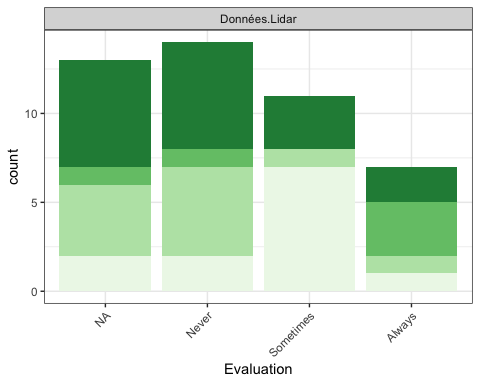 Données.Lidar
count
10
5
0
NA
Never
Sometimes
Always
Evaluation